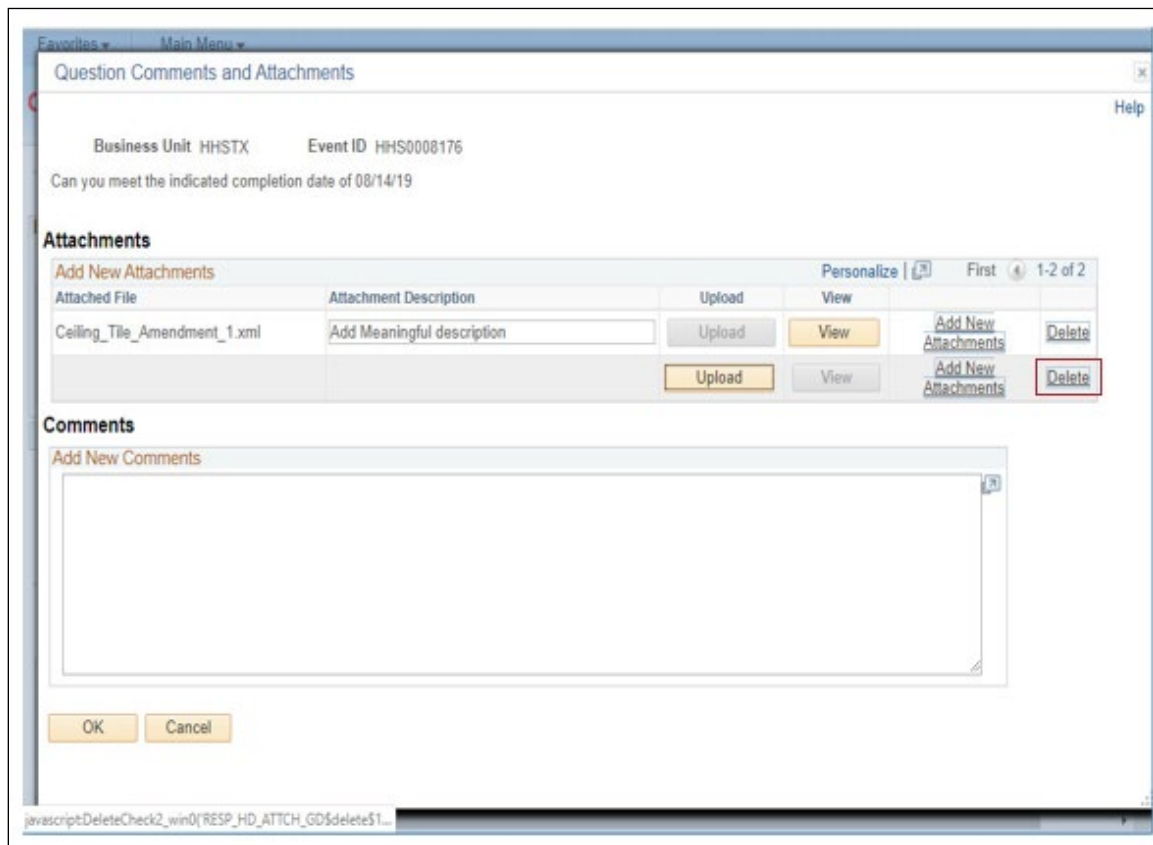 Favorites Main Menu
Question Comments and Attachments
Help
Business Unit HHSTX Event ID HHS0008176
Can you meet the indicated completion date of 08/14/19
Attachments
Add New Attachments Personalize | First 1-2 of 2
Attached File Attachment Description Upload View
Ceiling_Tile_Amendment_1.xml Add Meaningful description Upload View Add New Attachments Delete
Upload View Add New Attachments Delete
Comments
Add New Comments
OK Cancel
javascript:DeleteCheck2_win0('RESP_HD_ATTCH_GD$delete$1...